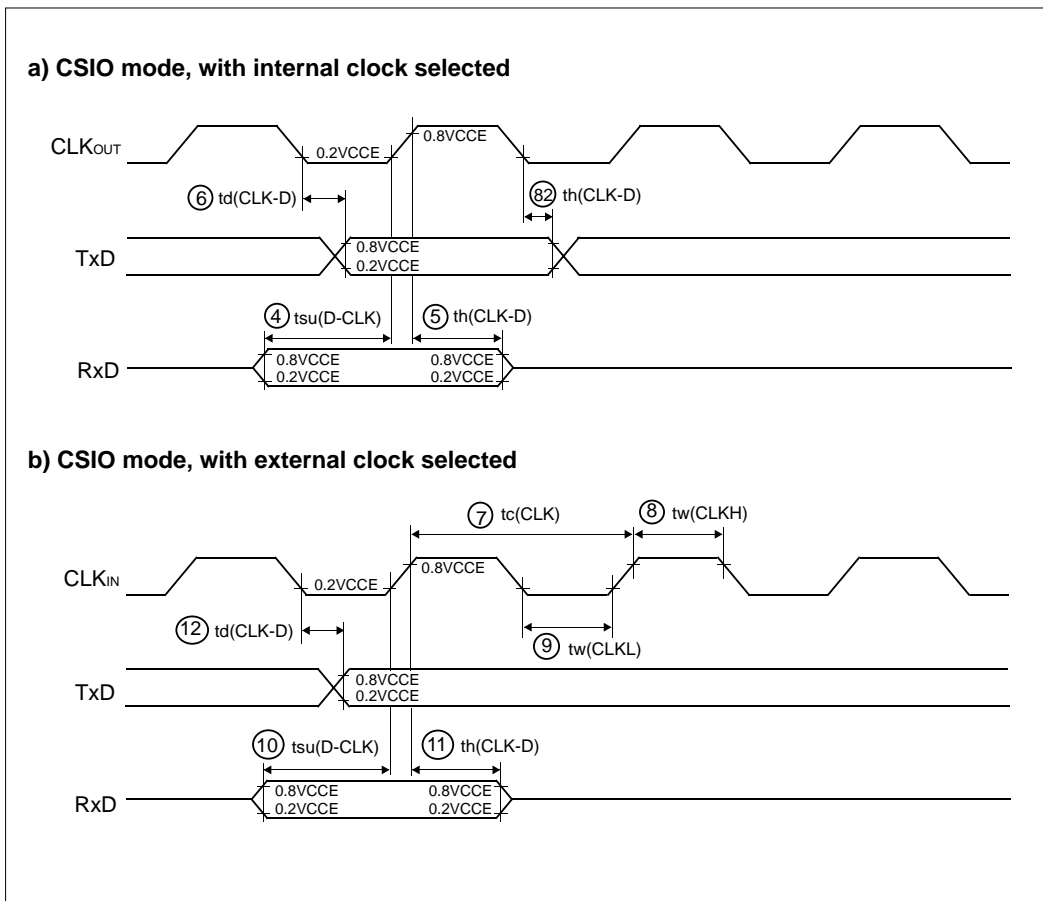 a) CSIO mode, with internal clock selected
CLKOUT
0.2VCCE
0.8VCCE
6 td(CLK-D)
82 th(CLK-D)
TxD
0.8VCCE
0.2VCCE
4 tsu(D-CLK)
5 th(CLK-D)
RxD
0.8VCCE 0.8VCCE
0.2VCCE 0.2VCCE
b) CSIO mode, with external clock selected
7 tc(CLK)
8 tw(CLKH)
CLKIN
0.2VCCE
0.8VCCE
12 td(CLK-D)
9 tw(CLKL)
TxD
0.8VCCE
0.2VCCE
10 tsu(D-CLK)
11 th(CLK-D)
RxD
0.8VCCE 0.8VCCE
0.2VCCE 0.2VCCE